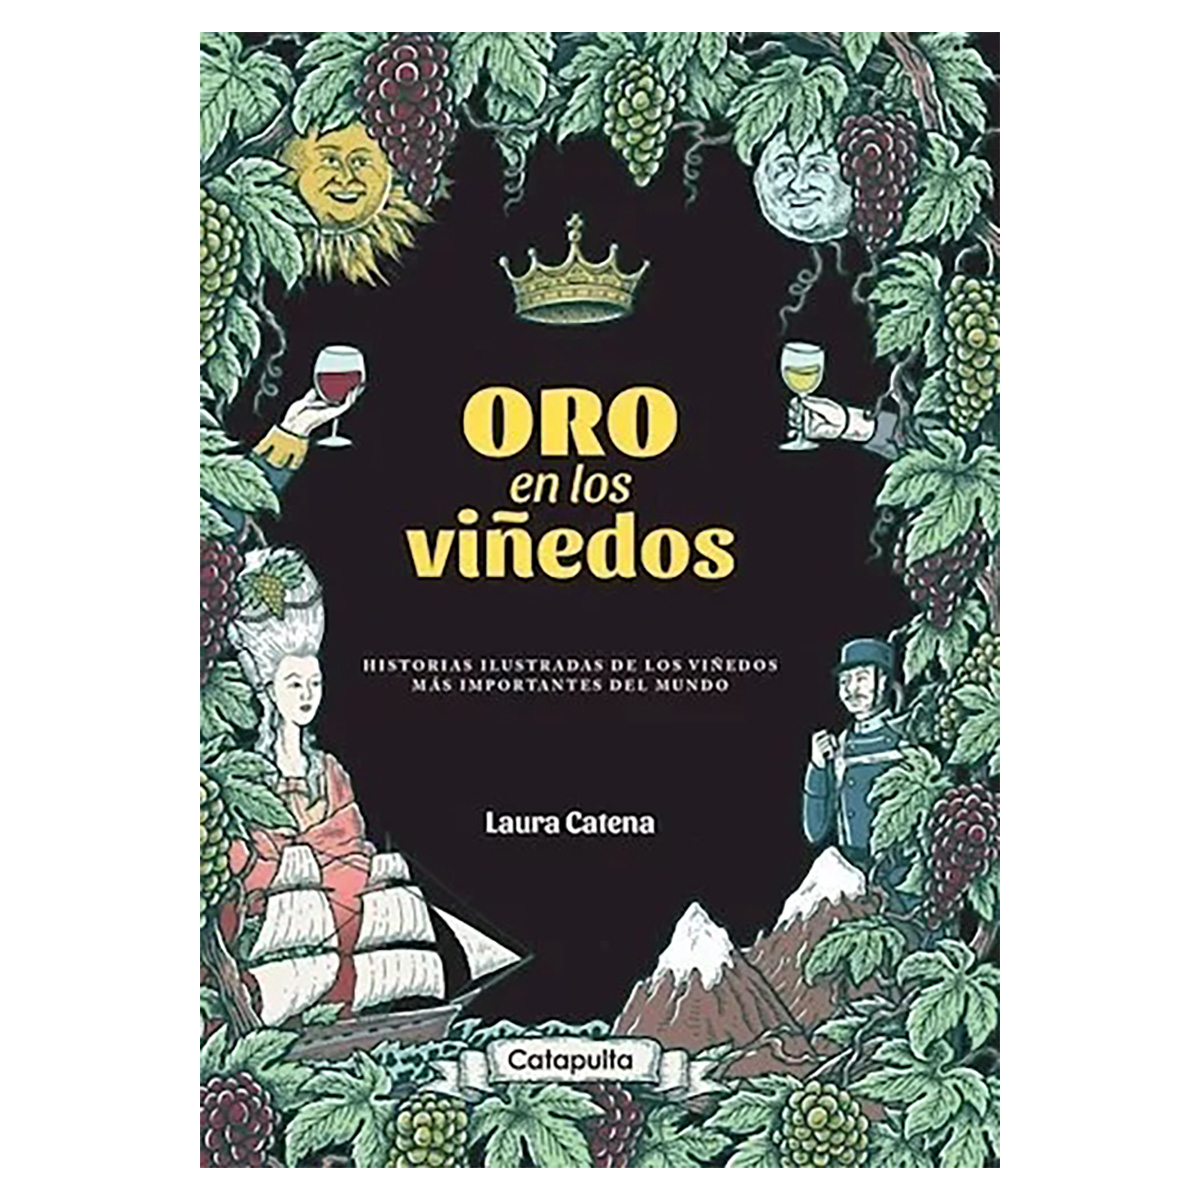 ORO
en los
viñedos
HISTORIAS ILUSTRADAS DE LOS VIÑEDOS
MÁS IMPORTANTES DEL MUNDO
Laura Catena
Catapulta